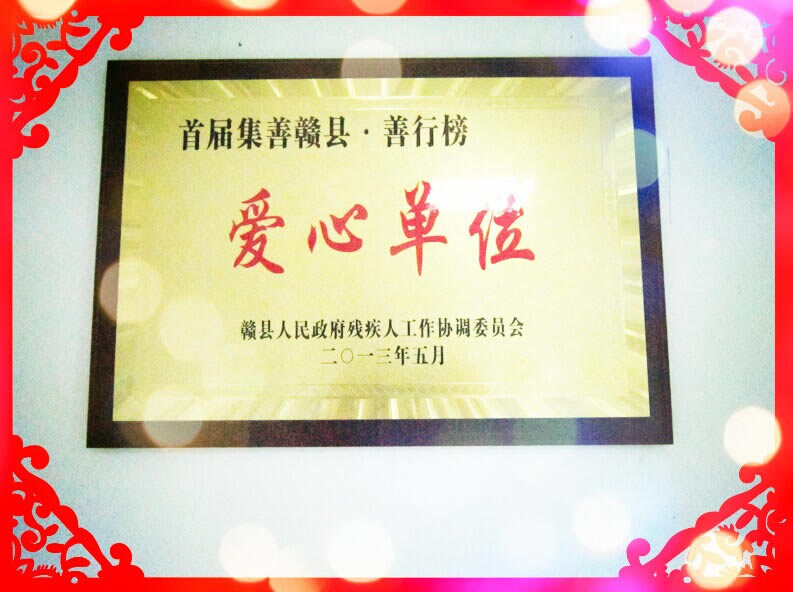 首届集善赣县·善行榜
爱心单位
赣县人民政府残疾人工作协调委员会
二〇一三年五月